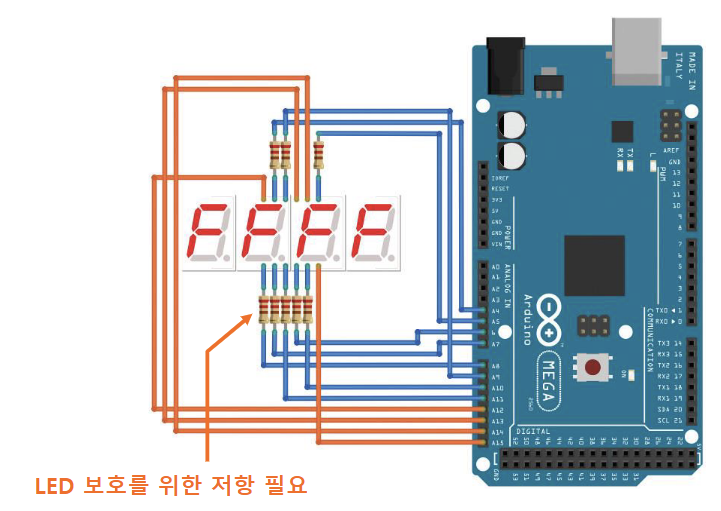 MADE IN
ITALY
AREF
GND
13
12
11
10
9
8
PWM
L
TX
RX
IOREF
RESET
3V3
5V
GND
GND
VIN
POWER
7
6
5
4
3
2
TX0 1
RX0 0
A0
A1
A2
A3
A4
A5
6
A7
ANALOG IN
A8
A9
A10
A11
A12
A13
A14
A15
Arduino
MEGA
ON
COMMUNICATION
TX3 14
RX3 15
TX2 16
RX2 17
TX1 18
RX1 19
SDA 20
SCL 21
DIGITAL
GND
LED 보호를 위한 저항 필요